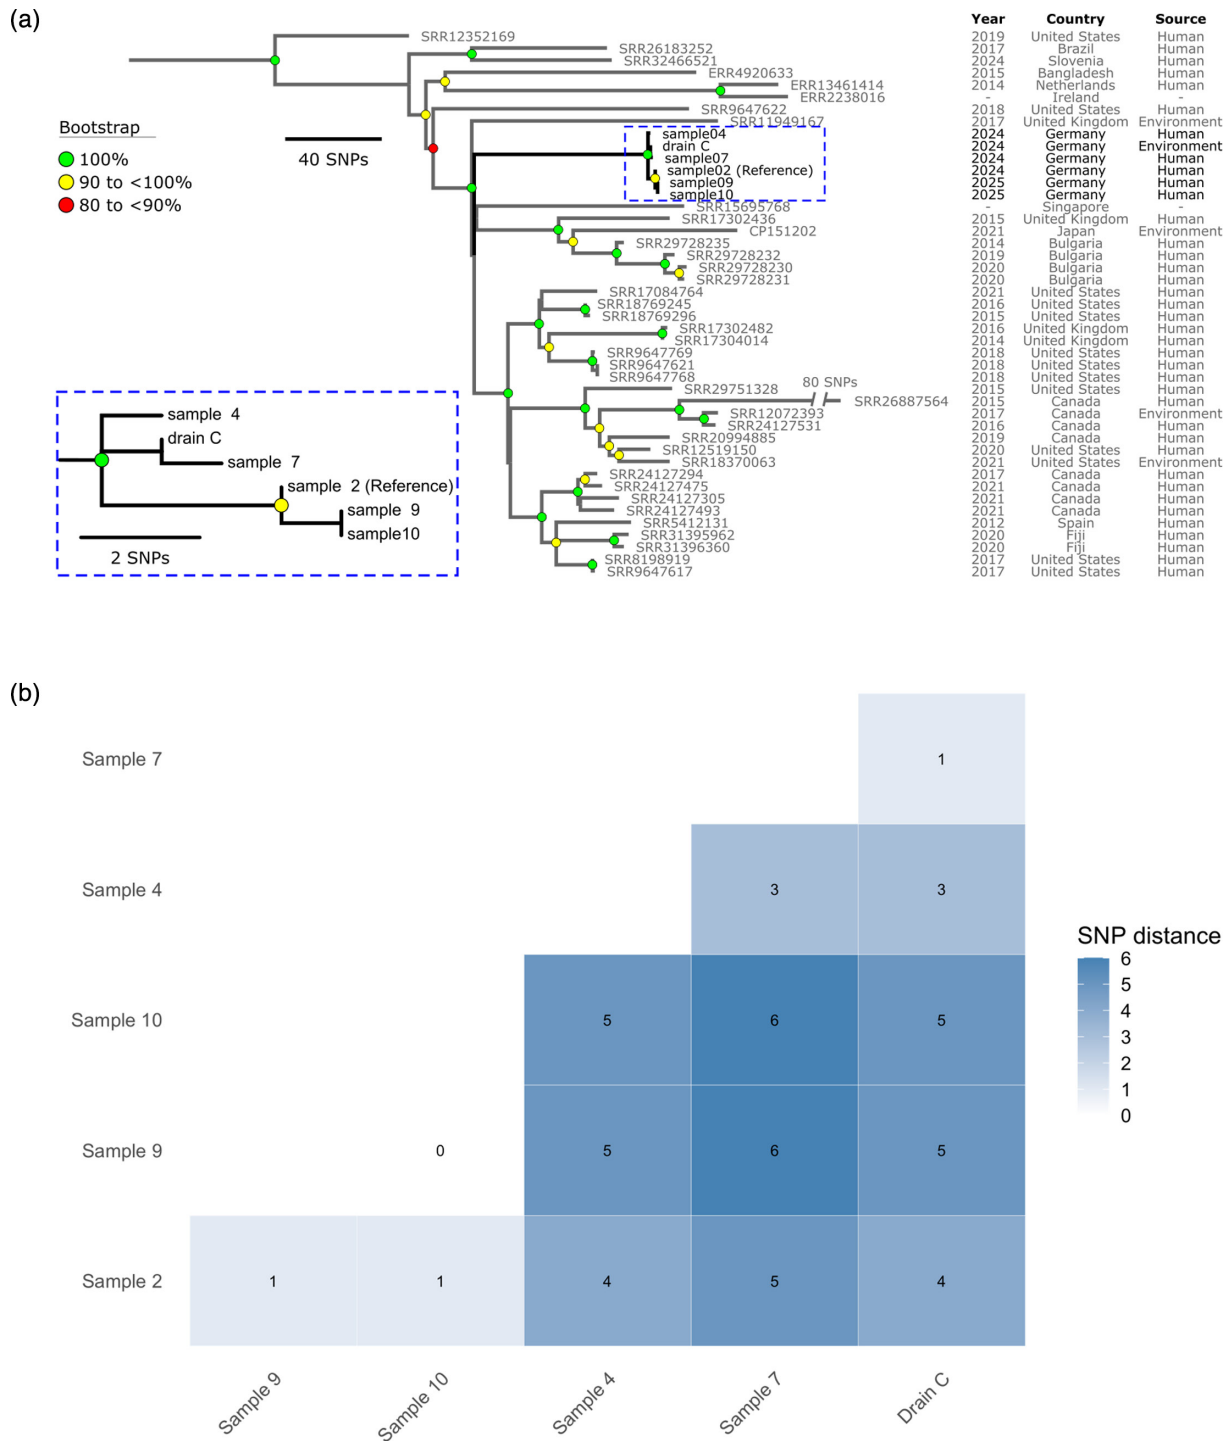 (a)
Year Country Source
SRR12352169 2019 United States Human
SRR26183252 2017 Brazil Human
SRR32466521 2024 Slovenia Human
ERR4920633 2015 Bangladesh Human
ERR13461414 2014 Netherlands Human
ERR2238016 - Ireland -
SRR9647622 2018 United States Human
SRR11949167 2017 United Kingdom Environment
sample04 2024 Germany Human
drain C 2024 Germany Environment
sample07 2024 Germany Human
sample02 (Reference) 2024 Germany Human
sample09 2025 Germany Human
sample10 2025 Germany Human
SRR15695768 - Singapore -
SRR17302436 2015 United Kingdom Human
CP151202 2021 Japan Environment
SRR29728235 2014 Bulgaria Human
SRR29728232 2019 Bulgaria Human
SRR29728230 2020 Bulgaria Human
SRR29728231 2020 Bulgaria Human
SRR17084764 2021 United States Human
SRR18769245 2016 United States Human
SRR18769296 2015 United States Human
SRR17302482 2016 United Kingdom Human
SRR17304014 2014 United Kingdom Human
SRR9647769 2018 United States Human
SRR9647621 2018 United States Human
SRR9647768 2018 United States Human
SRR29751328 2015 United States Human
80 SNPs
SRR26887564 2015 Canada Human
SRR12072393 2017 Canada Environment
SRR24127531 2016 Canada Human
SRR20994885 2019 Canada Human
SRR12519150 2020 United States Human
SRR18370063 2021 United States Environment
SRR24127294 2017 Canada Human
SRR24127475 2021 Canada Human
SRR24127305 2021 Canada Human
SRR24127493 2021 Canada Human
SRR5412131 2012 Spain Human
SRR31395962 2020 Fiji Human
SRR31396360 2020 Fiji Human
SRR8198919 2017 United States Human
SRR9647617 2017 United States Human
Bootstrap
100%
90 to <100%
80 to <90%
40 SNPs
sample 4
drain C
sample 7
sample 2 (Reference)
sample 9
sample10
2 SNPs
(b)
Sample 7 1
Sample 4 3 3
Sample 10 5 6 5
Sample 9 0 5 6 5
Sample 2 1 1 4 5 4
Sample 9 Sample 10 Sample 4 Sample 7 Drain C
SNP distance
6
5
4
3
2
1
0